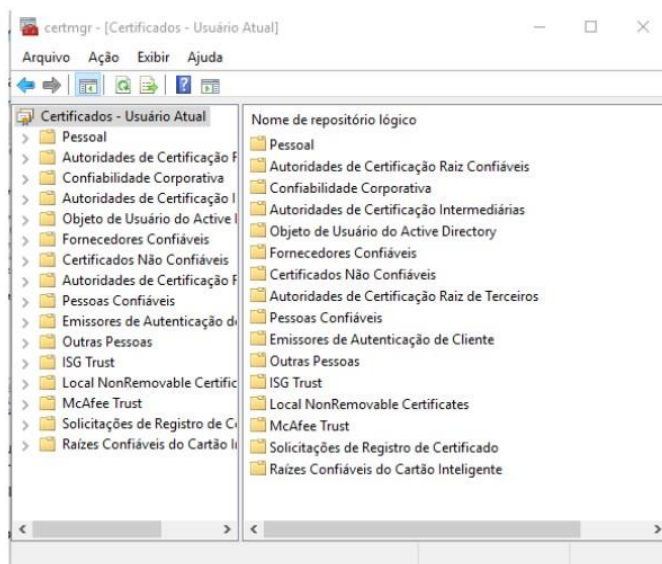 certmgr - [Certificados - Usuário Atual]
Arquivo Ação Exibir Ajuda
Certificados - Usuário Atual
Pessoal
Autoridades de Certificação
Confiabilidade Corporativa
Autoridades de Certificação I
Objeto de Usuário do Active
Fornecedores Confiáveis
Certificados Não Confiáveis
Autoridades de Certificação
Pessoas Confiáveis
Emissores de Autenticação
Outras Pessoas
ISG Trust
Local NonRemovable Certific
McAfee Trust
Solicitações de Registro de
Raízes Confiáveis do Cartão
Nome de repositório lógico
Pessoal
Autoridades de Certificação Raiz Confiáveis
Confiabilidade Corporativa
Autoridades de Certificação Intermediárias
Objeto de Usuário do Active Directory
Fornecedores Confiáveis
Certificados Não Confiáveis
Autoridades de Certificação Raiz de Terceiros
Pessoas Confiáveis
Emissores de Autenticação de Cliente
Outras Pessoas
ISG Trust
Local NonRemovable Certificates
McAfee Trust
Solicitações de Registro de Certificado
Raízes Confiáveis do Cartão Inteligente